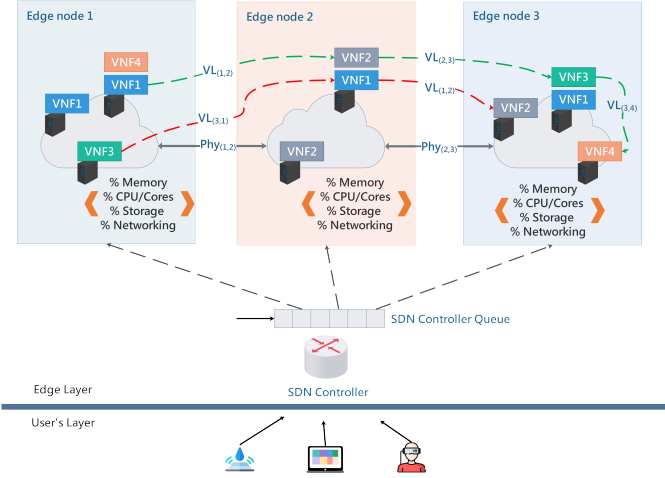 Edge node 1
Edge node 2
Edge node 3
VNF4
VNF1
VNF1
VNF3
VL(1,2)
VL(3,1)
Phy(1,2)
VNF2
VNF1
VNF2
VL(2,3)
VL(1,2)
Phy(2,3)
VNF3
VNF1
VNF2
VL(3,4)
VNF4
% Memory
% CPU/Cores
% Storage
% Networking
% Memory
% CPU/Cores
% Storage
% Networking
% Memory
% CPU/Cores
% Storage
% Networking
SDN Controller Queue
SDN Controller
Edge Layer
User's Layer